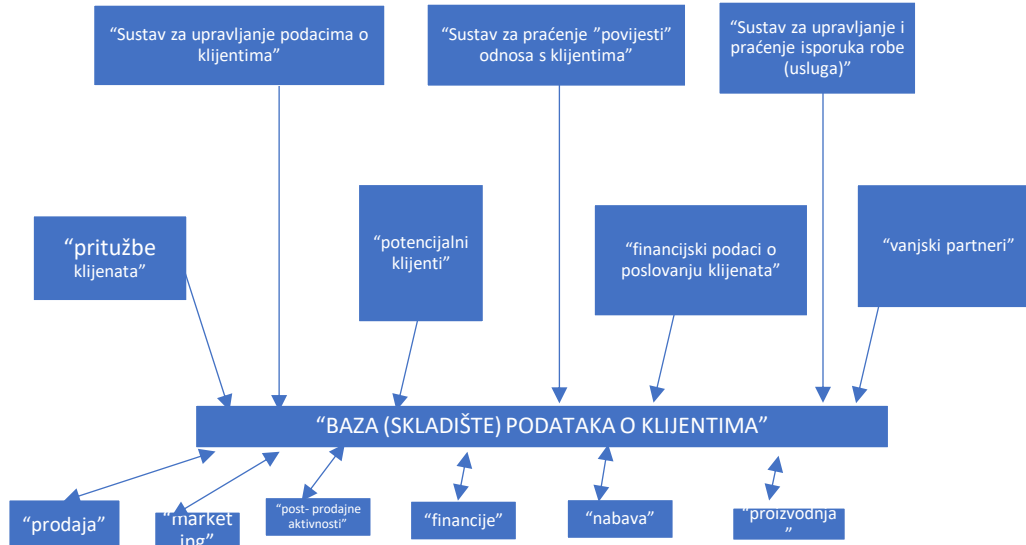 “Sustav za upravljanje podacima o
klijentima”
“Sustav za praćenje ”povijesti”
odnosa s klijentima”
“Sustav za upravljanje i
praćenje isporuka robe
(usluga)”
“pritužbe
klijenata”
“potencijalni
klijenti”
“financijski podaci o
poslovanju klijenata”
“vanjski partneri”
“BAZA (SKLADIŠTE) PODATAKA O KLIJENTIMA”
“prodaja”
“market
ing”
“post- prodajne
aktivnosti”
“financije”
“nabava”
“proizvodnja
”